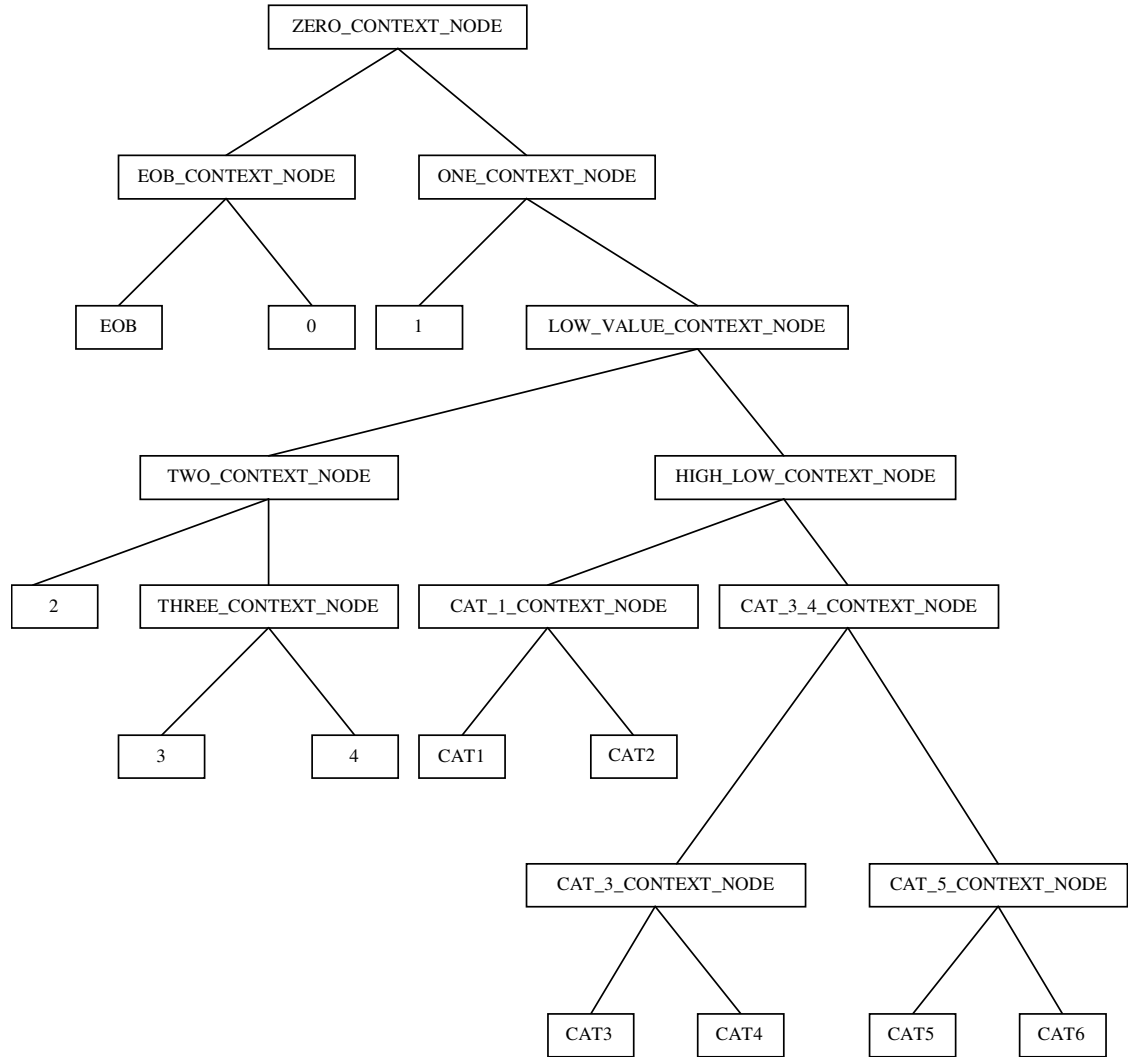 ZERO_CONTEXT_NODE
EOB_CONTEXT_NODE
ONE_CONTEXT_NODE
EOB
0
1
LOW_VALUE_CONTEXT_NODE
TWO_CONTEXT_NODE
HIGH_LOW_CONTEXT_NODE
2
THREE_CONTEXT_NODE
CAT_1_CONTEXT_NODE
CAT_3_4_CONTEXT_NODE
3
4
CAT1
CAT2
CAT_3_CONTEXT_NODE
CAT_5_CONTEXT_NODE
CAT3
CAT4
CAT5
CAT6